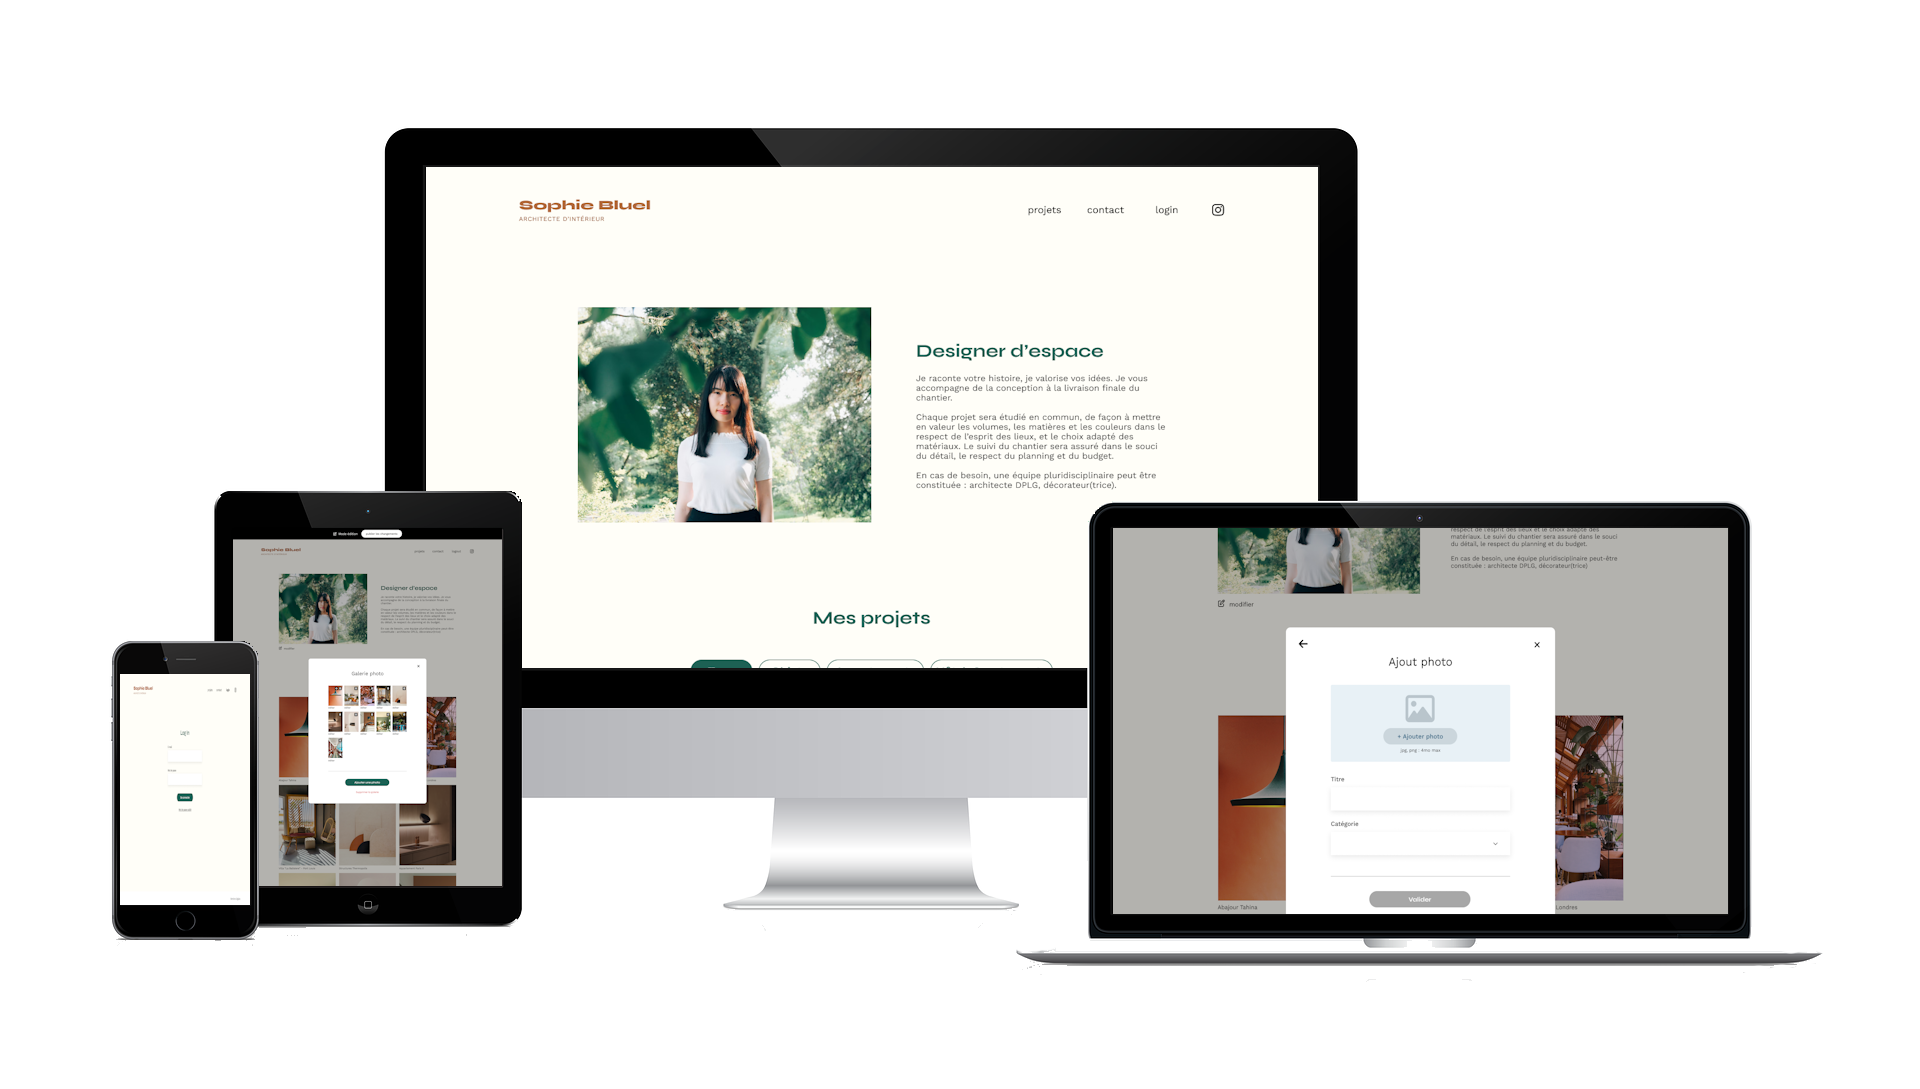 Sophie Bluel
ARCHITECTE D'INTÉRIEUR
projets
contact
login
Designer d'espace
Je raconte votre histoire, je valorise vos idées. Je vous
accompagne de la conception à la livraison finale du
chantier.
Chaque projet sera étudié en commun, de façon à mettre
en valeur les volumes, les matières et les couleurs dans le
respect de l'esprit des lieux, et le choix adapté des
matériaux. Le suivi du chantier sera assuré dans le souci
du détail, le respect du planning et du budget.
En cas de besoin, une équipe pluridisciplinaire peut être
constituée : architecte DPLG, décorateur(trice).
Mes projets
Mode édition
Sophie Bluel
projets
contact
logout
Designer d'espace
modifier
Galerie photo
Ajouter une photo
Sophie Bluel
Login
respect de l'esprit des lieux et le choix adapté des
matériaux. Le suivi du chantier sera assuré dans le souci
du détail, le respect du planning et du budget.
En cas de besoin, une équipe pluridisciplinaire peut-être
constituée : architecte DPLG, décorateur(trice)
modifier
Ajout photo
+ Ajouter photo
jpg, png : 4mo max
Titre
Catégorie
Valider
Abajour Tahina
Londres